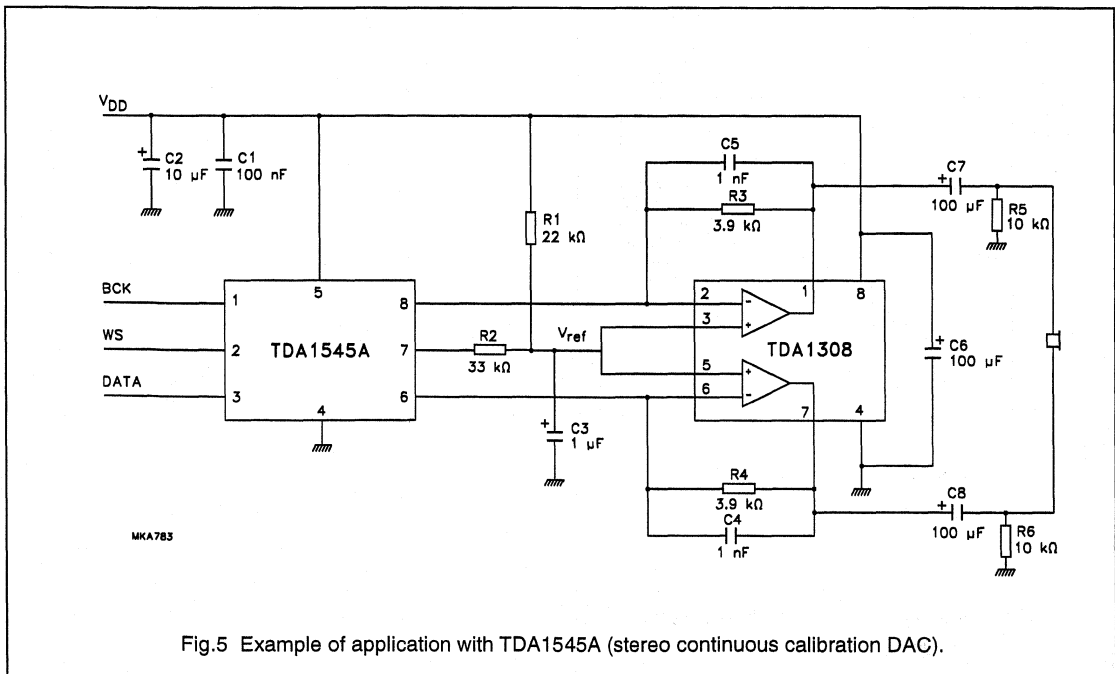 VDD
C2
10 µF
C1
100 nF
R1
22 kΩ
C5
1 nF
R3
3.9 kΩ
C7
100 µF
R5
10 kΩ
BCK
WS
DATA
1
2
3
5
TDA1545A
4
8
7
6
R2
33 kΩ
Vref
C3
1 µF
2
3
5
6
1
8
TDA1308
7
4
C6
100 µF
R4
3.9 kΩ
C4
1 nF
C8
100 µF
R6
10 kΩ
MKA783
Fig.5 Example of application with TDA1545A (stereo continuous calibration DAC).